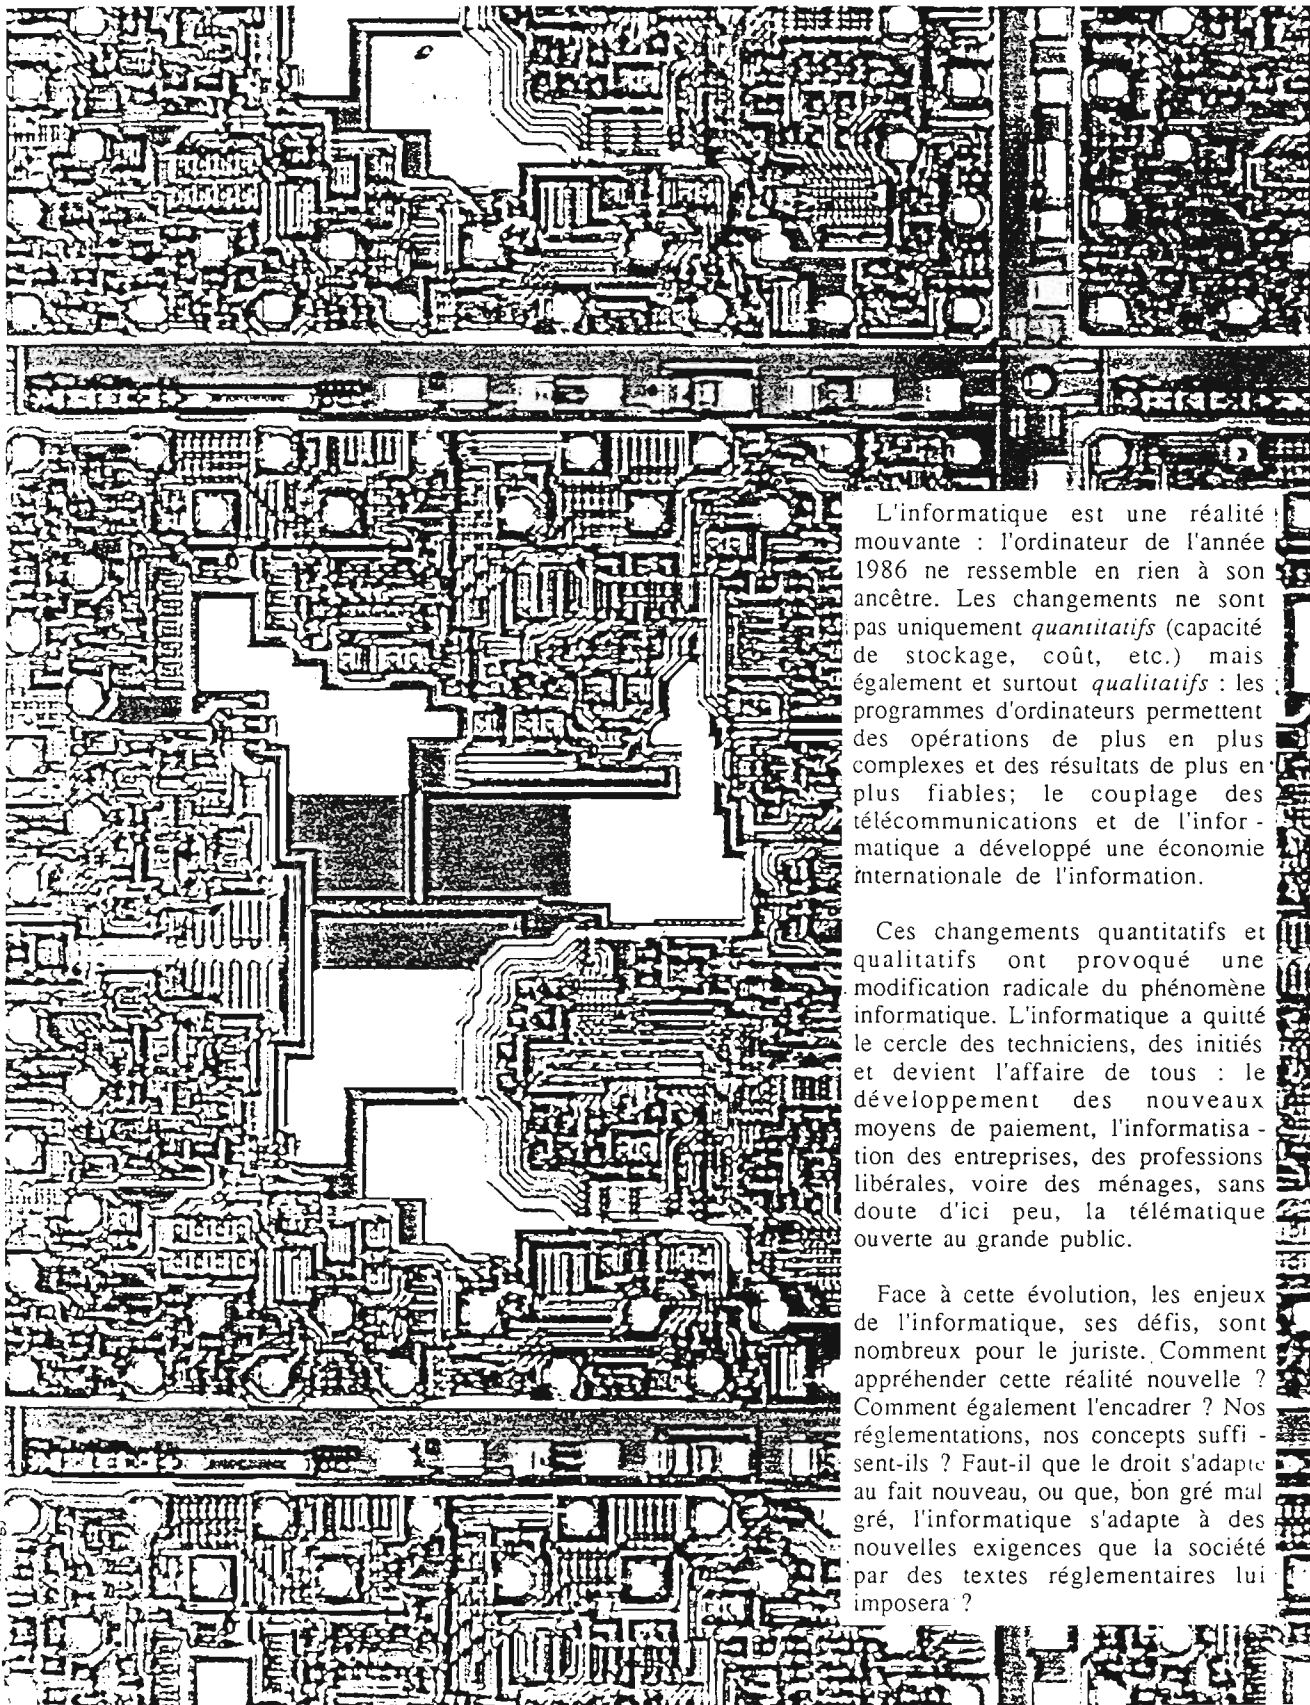 L'informatique est une réalité
mouvante : l'ordinateur de l'année
1986 ne ressemble en rien à son
ancêtre. Les changements ne sont
pas uniquement quantitatifs (capacité
de stockage, coût, etc.) mais
également et surtout qualitatifs : les
programmes d'ordinateurs permettent
des opérations de plus en plus
complexes et des résultats de plus en
plus fiables; le couplage des
télécommunications et de l'infor -
matique a développé une économie
internationale de l'information.
Ces changements quantitatifs et
qualitatifs ont provoqué une
modification radicale du phénomène
informatique. L'informatique a quitté
le cercle des techniciens, des initiés
et devient l'affaire de tous : le
développement des nouveaux
moyens de paiement, l'informatisa -
tion des entreprises, des professions
libérales, voire des ménages, sans
doute d'ici peu, la télématique
ouverte au grande public.
Face à cette évolution, les enjeux
de l'informatique, ses défis, sont
nombreux pour le juriste. Comment
appréhender cette réalité nouvelle ?
Comment également l'encadrer ? Nos
réglementations, nos concepts suffi -
sent-ils ? Faut-il que le droit s'adapte
au fait nouveau, ou que, bon gré mal
gré, l'informatique s'adapte à des
nouvelles exigences que la société
par des textes réglementaires lui
imposera ?